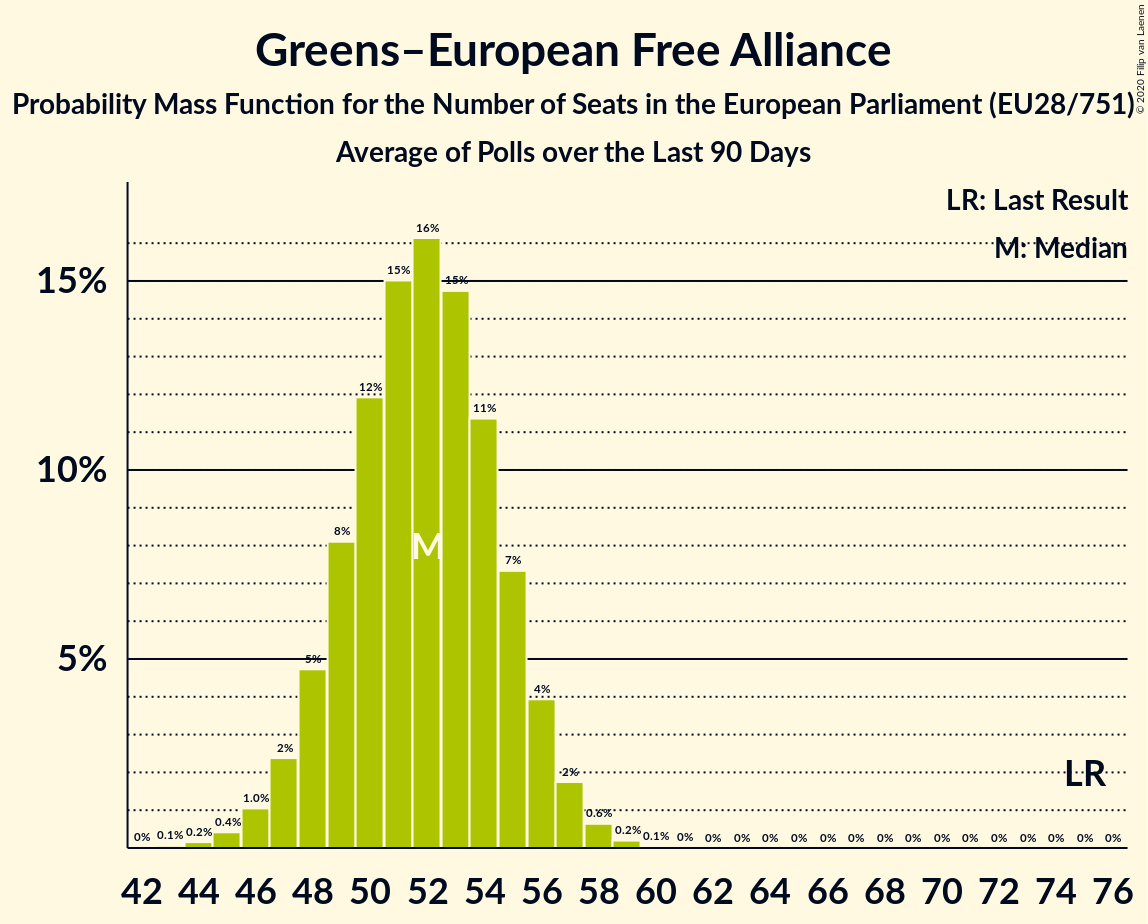 Greens–European Free Alliance
Probability Mass Function for the Number of Seats in the European Parliament (EU28/751)
Average of Polls over the Last 90 Days
© 2020 Filip van Laenen
LR: Last Result
M: Median
15%
10%
5%
0% 0.1% 0.2% 0.4% 1.0% 2% 5% 8% 12% 15% 16% 15% 11% 7% 4% 2% 0.6% 0.2% 0.1% 0% 0% 0% 0% 0% 0% 0% 0% 0% 0% 0% 0% 0% 0% 0% 0%
M
LR
42 44 46 48 50 52 54 56 58 60 62 64 66 68 70 72 74 76